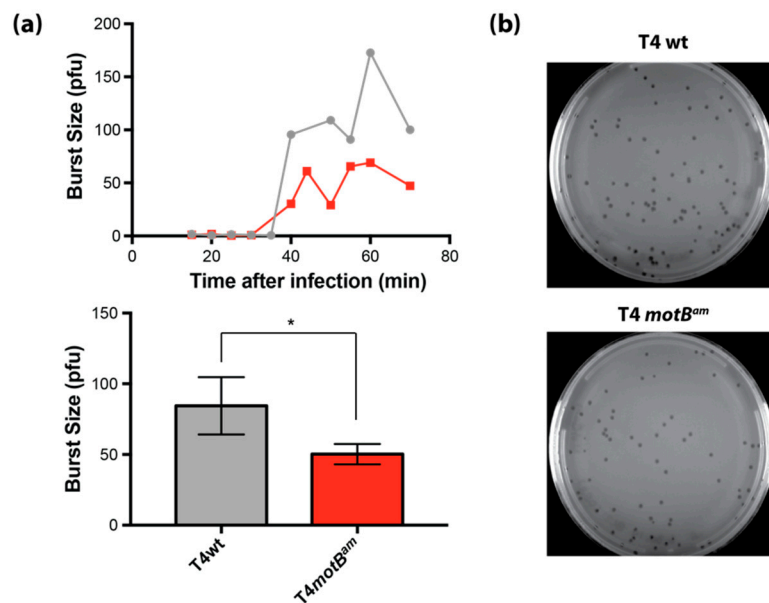 (a)
Burst Size (pfu)
200
150
100
50
0
0 20 40 60 80
Time after infection (min)
Burst Size (pfu)
150
100
50
0
*
T4wt
T4motBᵃᵐ
(b)
T4 wt
T4 motBᵃᵐ